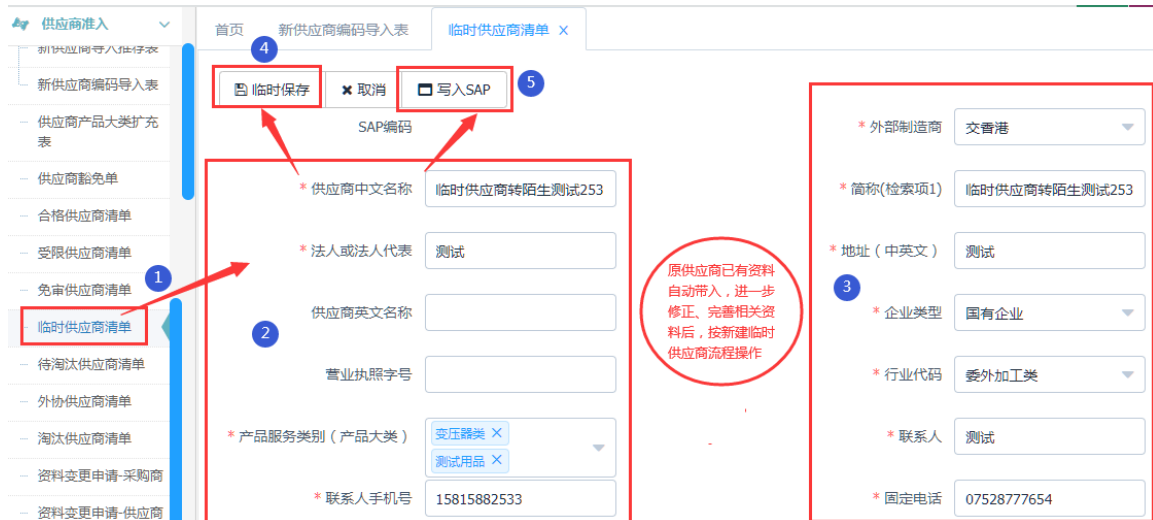 供应商准入
首页
新供应商编码导入表
临时供应商清单 ×
新供应商导入推荐表
新供应商编码导入表
供应商产品大类扩充
表
供应商豁免单
合格供应商清单
受限供应商清单
免审供应商清单
临时供应商清单
待淘汰供应商清单
外协供应商清单
淘汰供应商清单
资料变更申请-采购商
资料变更申请-供应商
1
2
3
4
5
临时保存
取消
写入SAP
SAP编码
* 外部制造商 交香港
* 供应商中文名称 临时供应商转陌生测试253
* 简称(检索项1) 临时供应商转陌生测试253
* 法人或法人代表 测试
* 地址（中英文） 测试
供应商英文名称
* 企业类型 国有企业
营业执照字号
* 行业代码 委外加工类
* 产品服务类别（产品大类） 变压器类 ×
测试用品 ×
* 联系人 测试
* 联系人手机号 15815882533
* 固定电话 07528777654
原供应商已有资料
自动带入，进一步
修正、完善相关资
料后，按新建临时
供应商流程操作